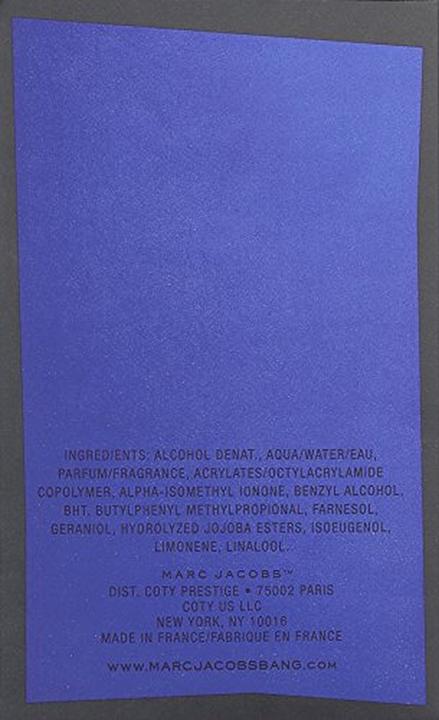 INGREDIENTS: ALCOHOL DENAT., AQUA/WATER/EAU,
PARFUM/FRAGRANCE, ACRYLATES/OCTYLACRYLAMIDE
COPOLYMER, ALPHA-ISOMETHYL IONONE, BENZYL ALCOHOL,
BHT, BUTYLPHENYL METHYLPROPIONAL, FARNESOL,
GERANIOL, HYDROLYZED JOJOBA ESTERS, ISOEUGENOL,
LIMONENE, LINALOOL.
MARC JACOBS™
DIST. COTY PRESTIGE • 75002 PARIS
COTY US LLC
NEW YORK, NY 10016
MADE IN FRANCE/FABRIQUÉ EN FRANCE
WWW.MARCJACOBSBANG.COM